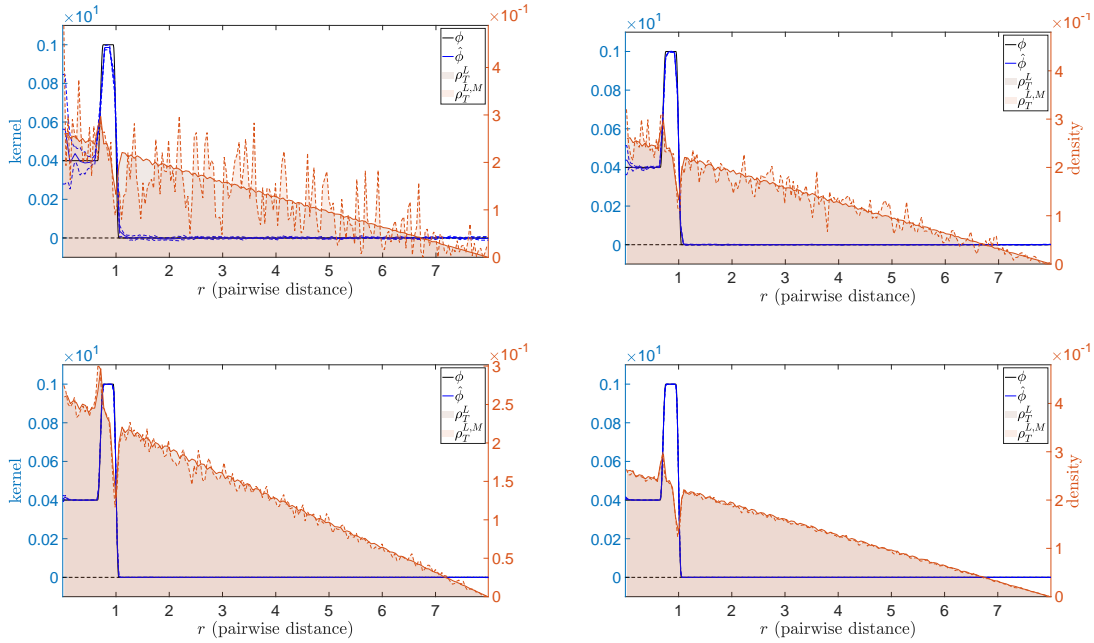 ×10¹ ×10⁻¹
kernel
0.1
0.08
0.06
0.04
0.02
0
4
3
2
1
0
1 2 3 4 5 6 7
r (pairwise distance)
ϕ
ϕ̂
ρ_T^L
ρ_T^{L,M}
×10¹ ×10⁻¹
0.1
0.08
0.06
0.04
0.02
0
density
4
3
2
1
0
1 2 3 4 5 6 7
r (pairwise distance)
ϕ
ϕ̂
ρ_T^L
ρ_T^{L,M}
×10¹ ×10⁻¹
kernel
0.1
0.08
0.06
0.04
0.02
0
3
2.5
2
1.5
1
0.5
0
1 2 3 4 5 6 7
r (pairwise distance)
ϕ
ϕ̂
ρ_T^L
ρ_T^{L,M}
×10¹ ×10⁻¹
0.1
0.08
0.06
0.04
0.02
0
density
4
3
2
1
0
1 2 3 4 5 6 7
r (pairwise distance)
ϕ
ϕ̂
ρ_T^L
ρ_T^{L,M}